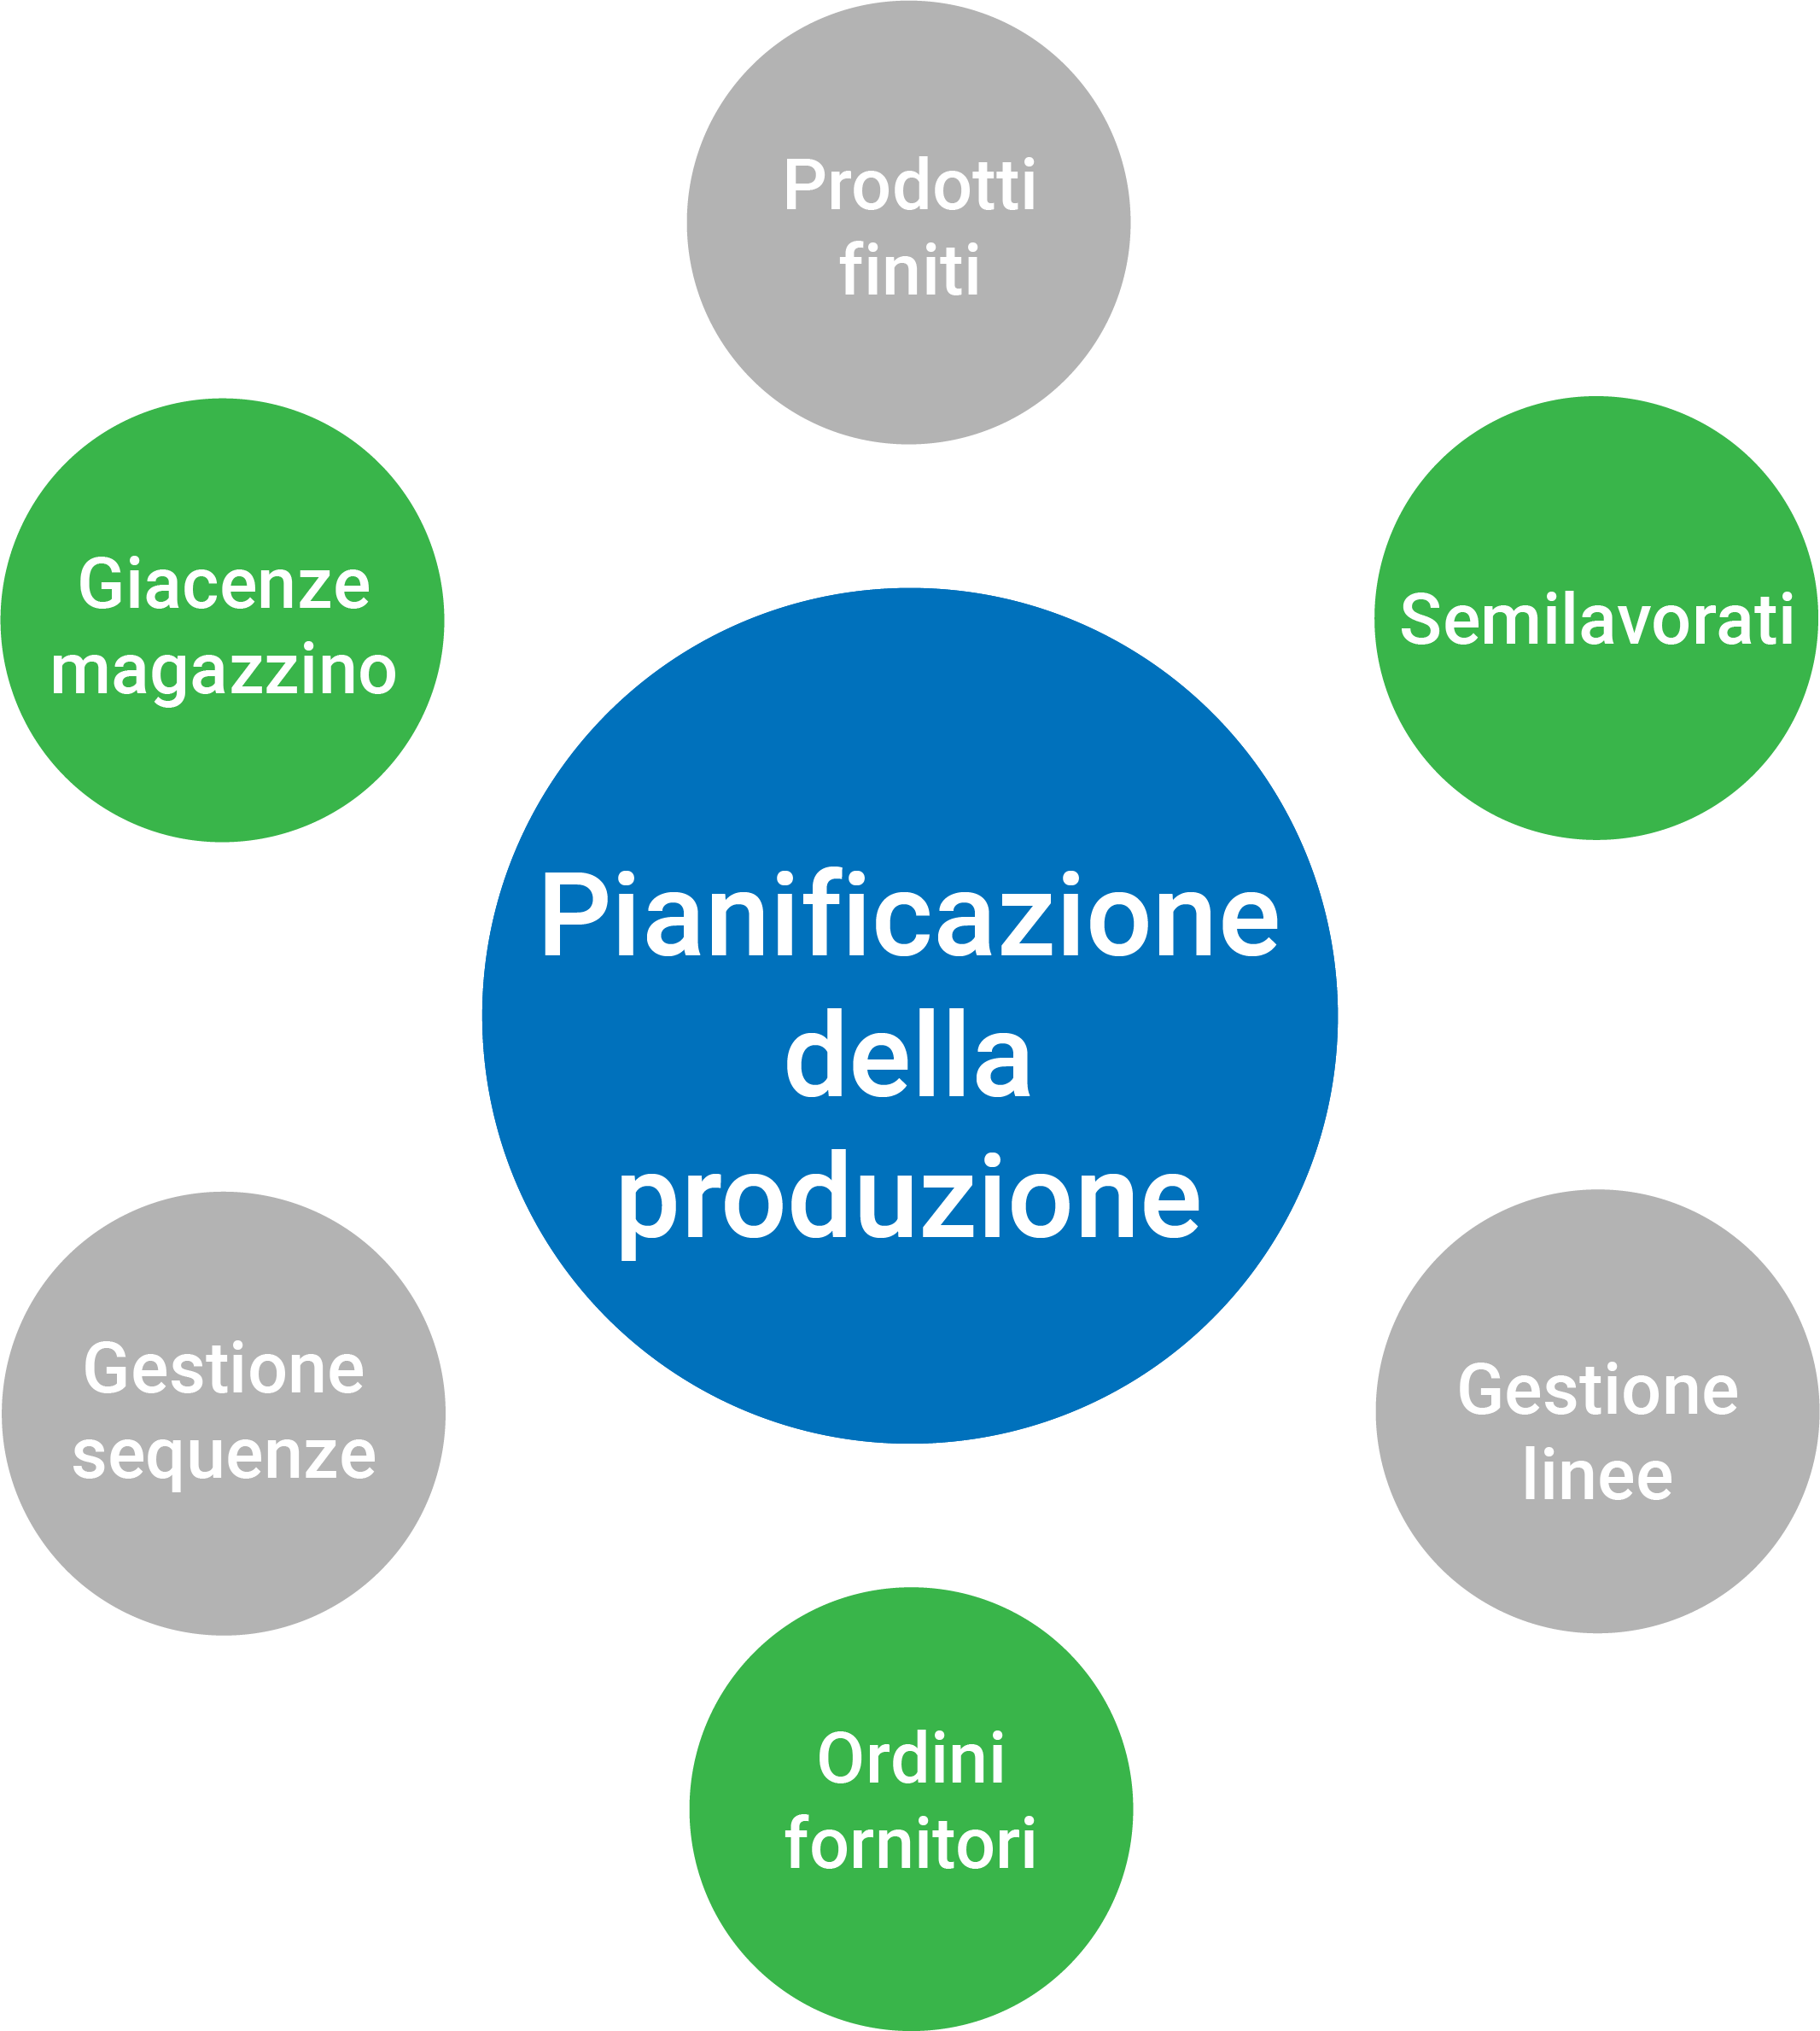 Prodotti
finiti
Giacenze
magazzino
Semilavorati
Pianificazione
della
produzione
Gestione
sequenze
Gestione
linee
Ordini
fornitori